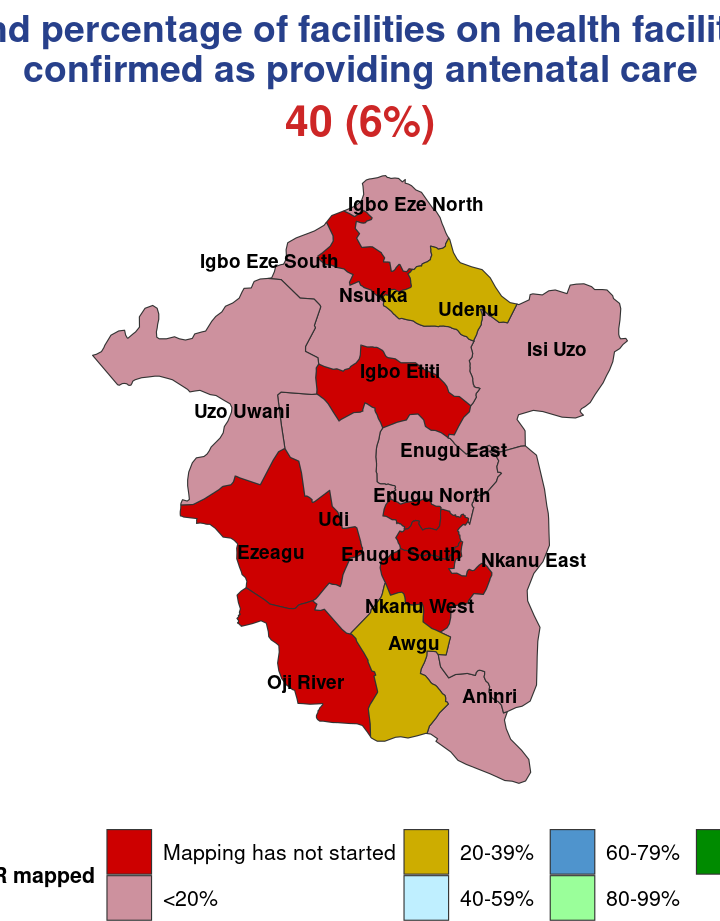 percentage of facilities on health
confirmed as providing antenatal care
40 (6%)
Igbo Eze North
Igbo Eze South
Nsukka
Udenu
Isi Uzo
Igbo Etiti
Uzo Uwani
Enugu East
Enugu North
Udi
Ezeagu
Enugu South
Nkanu East
Nkanu West
Awgu
Oji River
Aninri
Mapping has not started
20-39%
60-79%
mapped
<20%
40-59%
80-99%